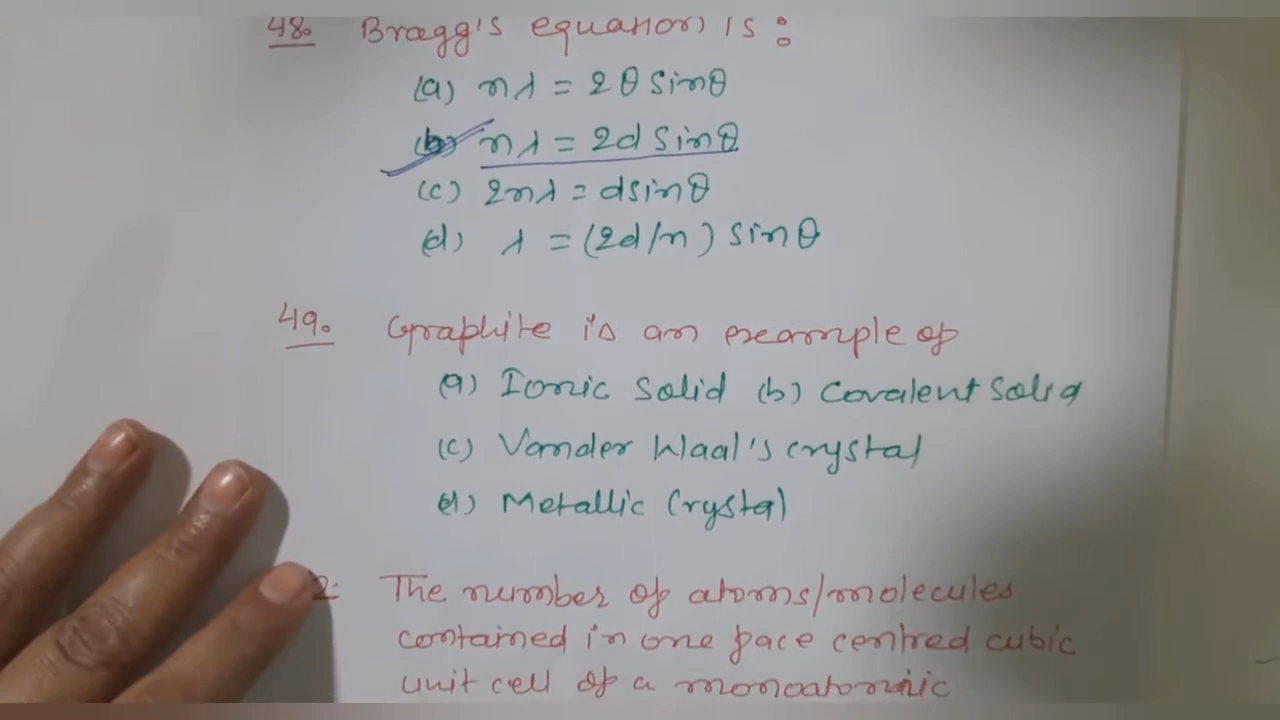 48. Bragg's equation is :
(a) nλ = 2θ sinθ
(b) nλ = 2d sinθ
(c) 2nλ = dsinθ
(d) λ = (2d/n) sinθ
49. Graphite is an example of
(a) Ionic solid (b) Covalent solid
(c) Vander Waal's crystal
(d) Metallic Crystal
2. The number of atoms/molecules
contained in one face centred cubic
unit cell of a monoatomic